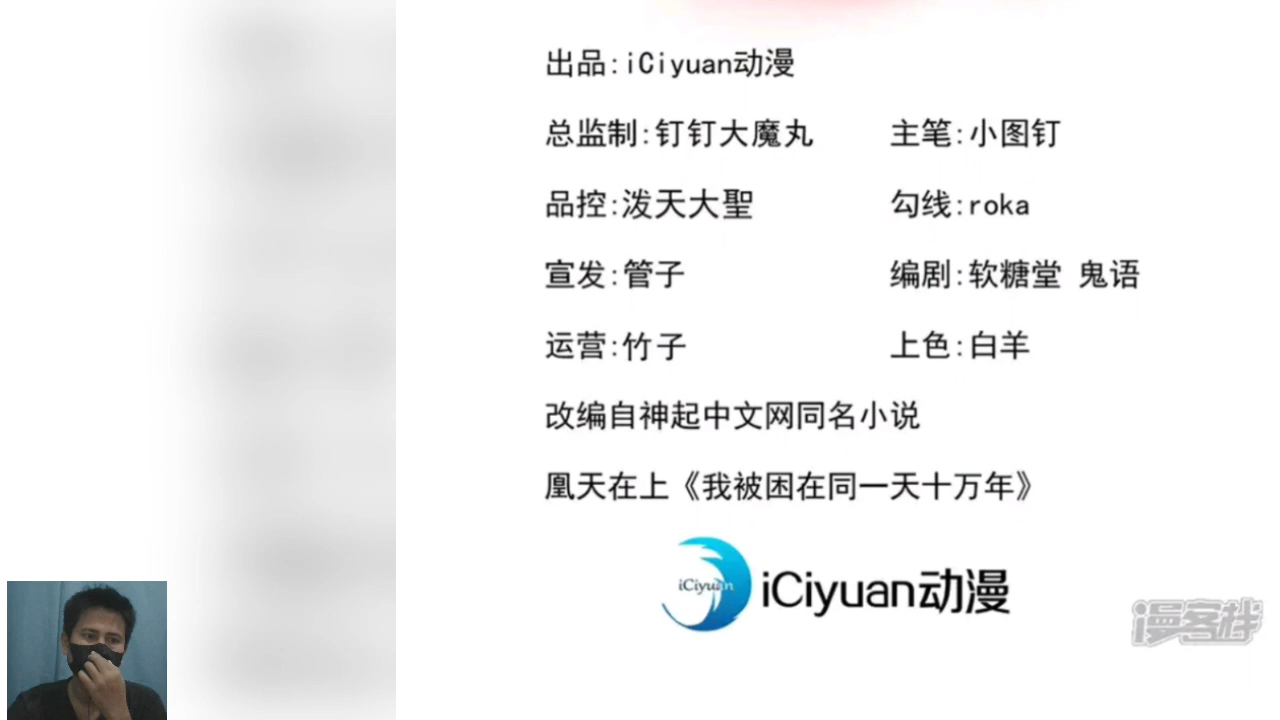 出品:iCiyuan动漫
总监制:钉钉大魔丸 主笔:小图钉
品控:泼天大聖 勾线:roka
宣发:管子 编剧:软糖堂 鬼语
运营:竹子 上色:白羊
改编自神起中文网同名小说
凰天在上《我被困在同一天十万年》
iCiyuan iCiyuan动漫
漫客栈